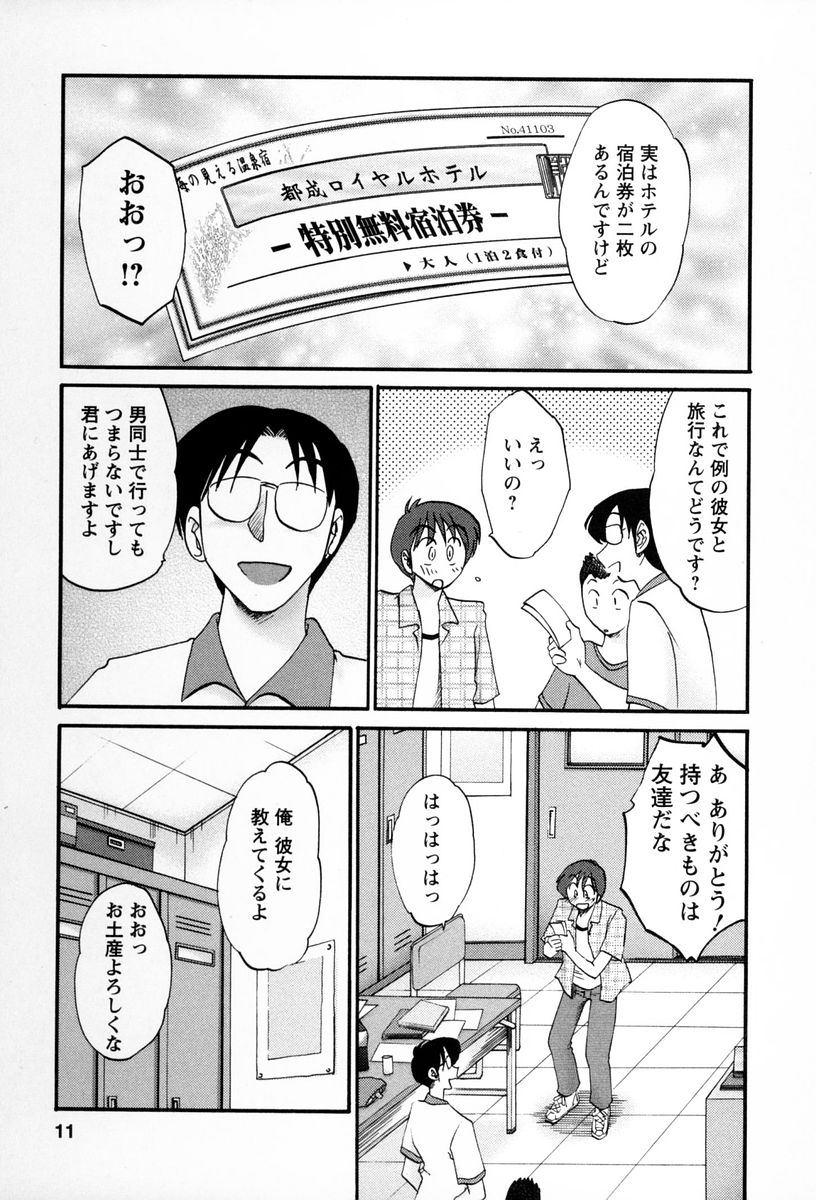 実はホテルの
宿泊券が二枚
あるんですけど
No.41103
の見える温泉宿
都成ロイヤルホテル
－特別無料宿泊券－
▶大人（1泊2食付）
おおっ!?
これで例の彼女と
旅行なんてどうです？
えっ
いいの？
男同士で行っても
つまらないですし
君にあげますよ
あ ありがとう！
持つべきものは
友達だな
はっはっはっ
俺 彼女に
教えてくるよ
おおっ
お土産よろしくな
11